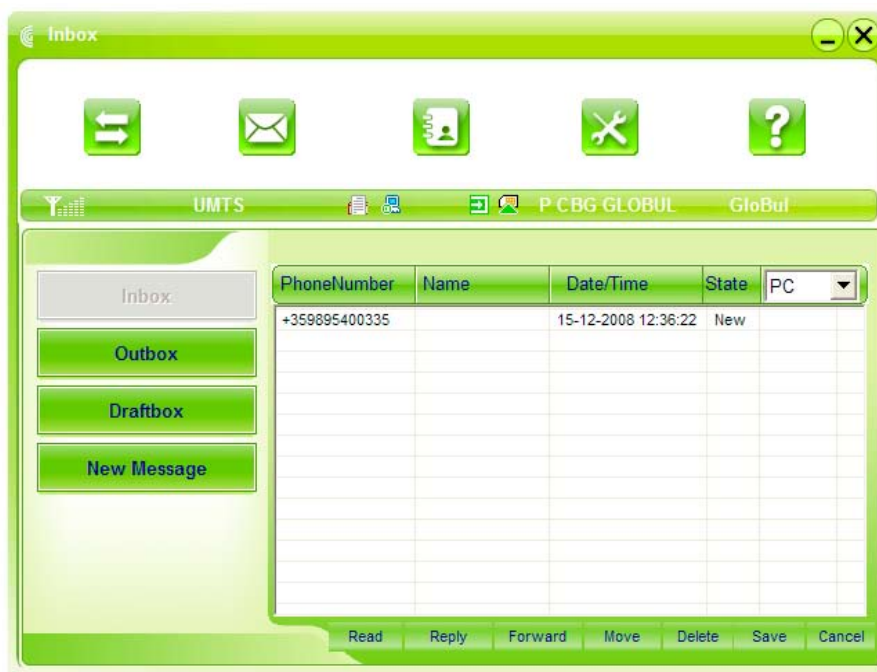 Inbox
UMTS P CBG GLOBUL GloBul
Inbox
Outbox
Draftbox
New Message
PhoneNumber Name Date/Time State PC
+359895400335 15-12-2008 12:36:22 New
Read Reply Forward Move Delete Save Cancel